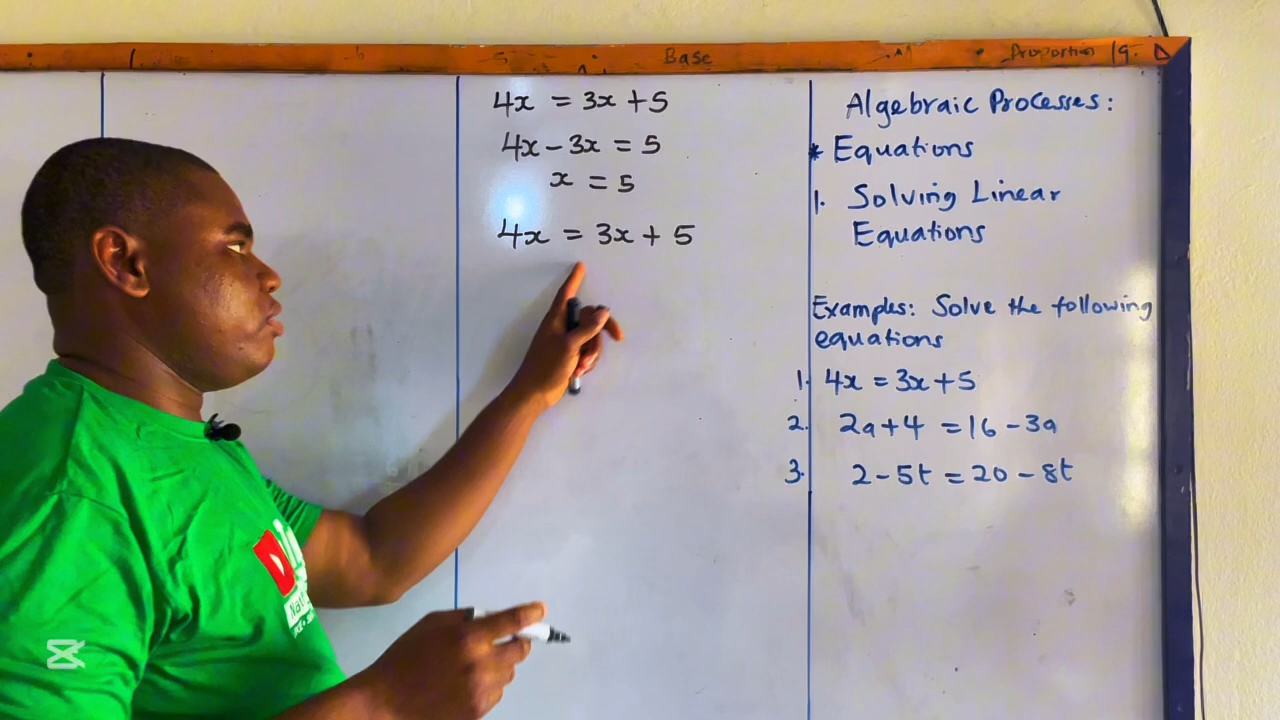 Base
Proportion
4x = 3x + 5
4x - 3x = 5
x = 5
4x = 3x + 5
Algebraic Processes:
* Equations
1. Solving Linear
Equations
Examples: Solve the following
equations
1. 4x = 3x + 5
2. 2a + 4 = 16 - 3a
3. 2 - 5t = 20 - 8t